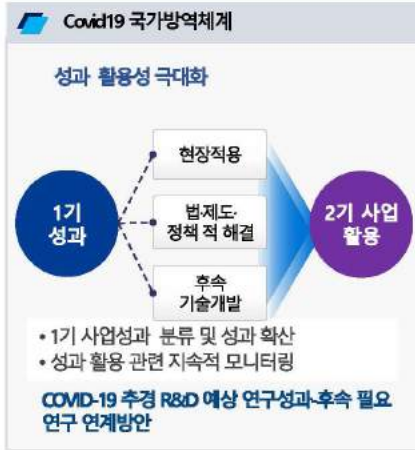 Covid19 국가방역체계
성과 활용성 극대화
현장적용
1기
성과
법·제도·
정책 적 해결
2기 사업
활용
후속
기술개발
• 1기 사업성과 분류 및 성과 확산
• 성과 활용 관련 지속적 모니터링
COVID-19 추경 R&D 예상 연구성과-후속 필요
연구 연계방안